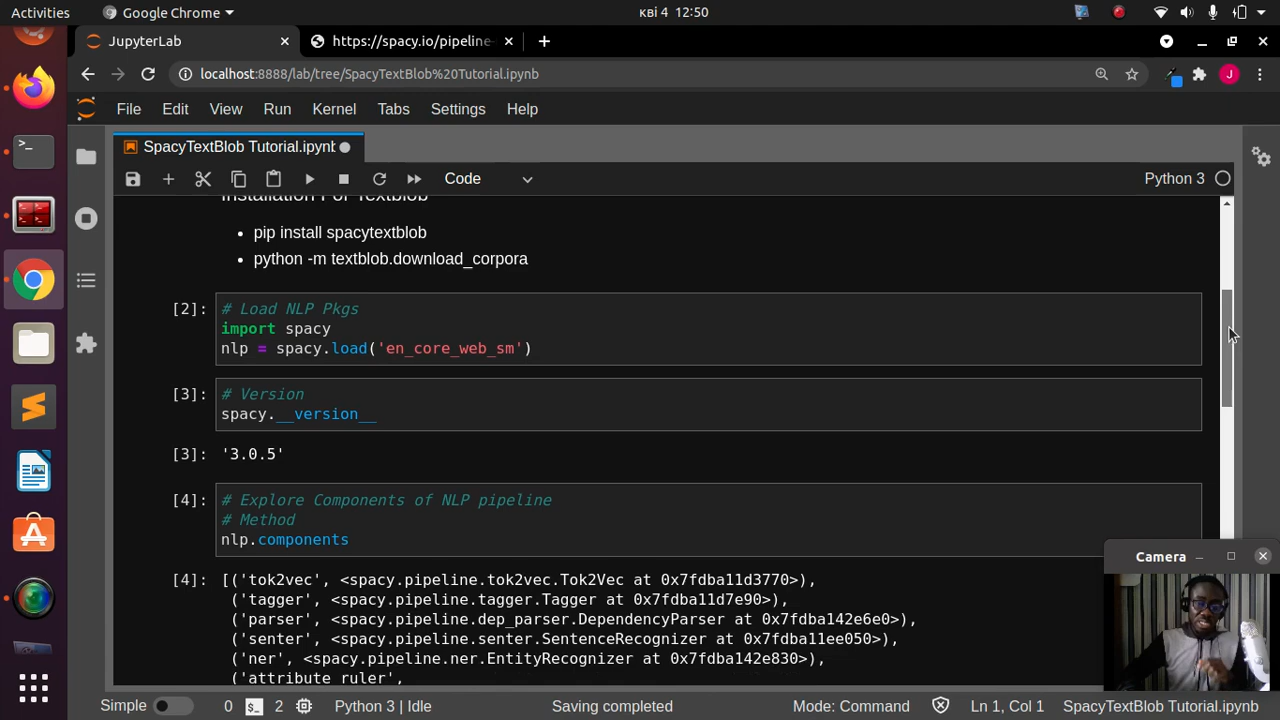 Activities
Google Chrome
кві 4 12:50
JupyterLab
https://spacy.io/pipeline-
localhost:8888/lab/tree/SpacyTextBlob%20Tutorial.ipynb
J
File Edit View Run Kernel Tabs Settings Help
SpacyTextBlob Tutorial.ipynb
Code
Python 3
Installation For Textblob
• pip install spacytextblob
• python -m textblob.download_corpora
[2]: # Load NLP Pkgs
import spacy
nlp = spacy.load('en_core_web_sm')
[3]: # Version
spacy.__version__
[3]: '3.0.5'
[4]: # Explore Components of NLP pipeline
# Method
nlp.components
[4]: [('tok2vec', <spacy.pipeline.tok2vec.Tok2Vec at 0x7fdba11d3770>),
('tagger', <spacy.pipeline.tagger.Tagger at 0x7fdba11d7e90>),
('parser', <spacy.pipeline.dep_parser.DependencyParser at 0x7fdba142e6e0>),
('senter', <spacy.pipeline.senter.SentenceRecognizer at 0x7fdba11ee050>),
('ner', <spacy.pipeline.ner.EntityRecognizer at 0x7fdba142e830>),
('attribute_ruler',
Camera
Simple 0 2 Python 3 | Idle Saving completed Mode: Command Ln 1, Col 1 SpacyTextBlob Tutorial.ipynb